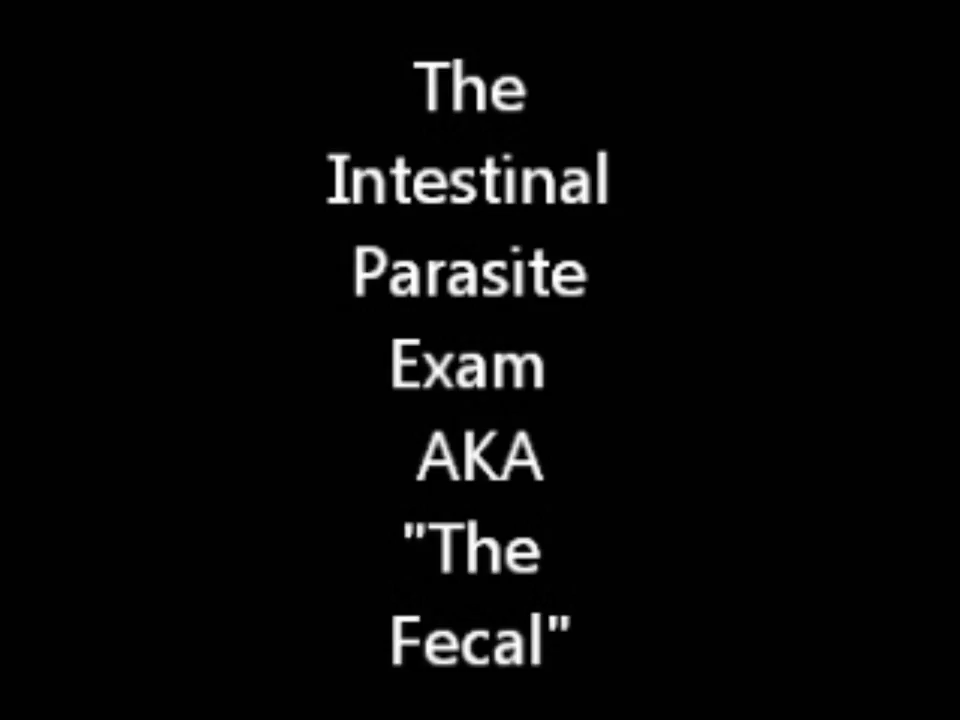 The
Intestinal
Parasite
Exam
AKA
"The
Fecal"